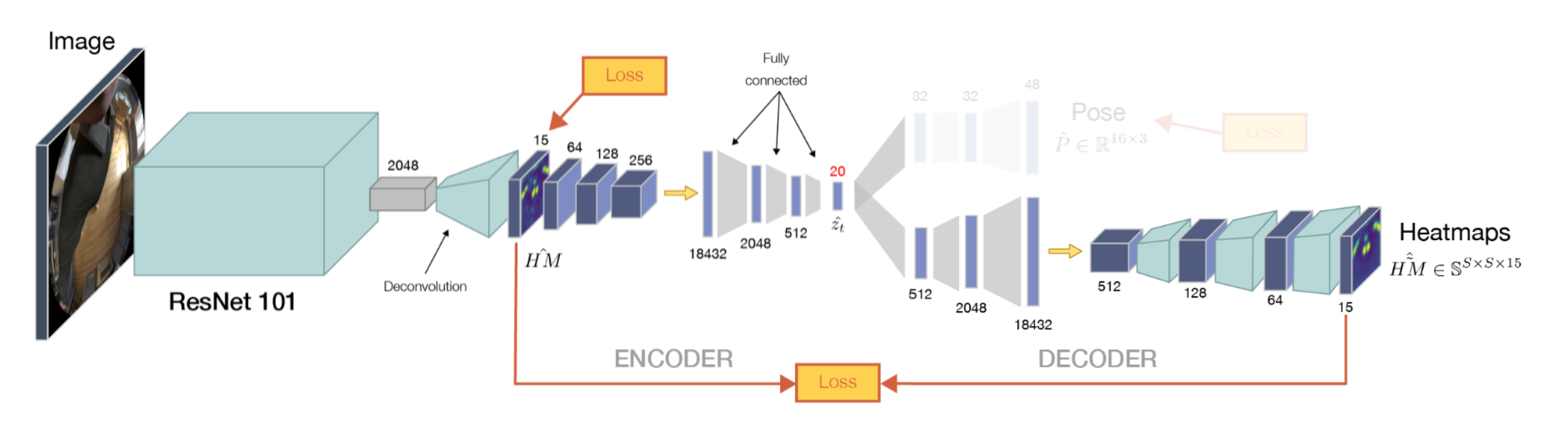 Image
ResNet 101
2048
Deconvolution
Loss
15
64
128
256
$\hat{HM}$
Fully
connected
18432
2048
512
20
$\hat{z}_t$
32
32
48
Pose
$\hat{P} \in \mathbb{R}^{16\times3}$
Loss
512
2048
18432
512
128
64
15
Heatmaps
$\hat{\tilde{HM}} \in \mathbb{S}^{S\times S\times 15}$
ENCODER
DECODER
Loss